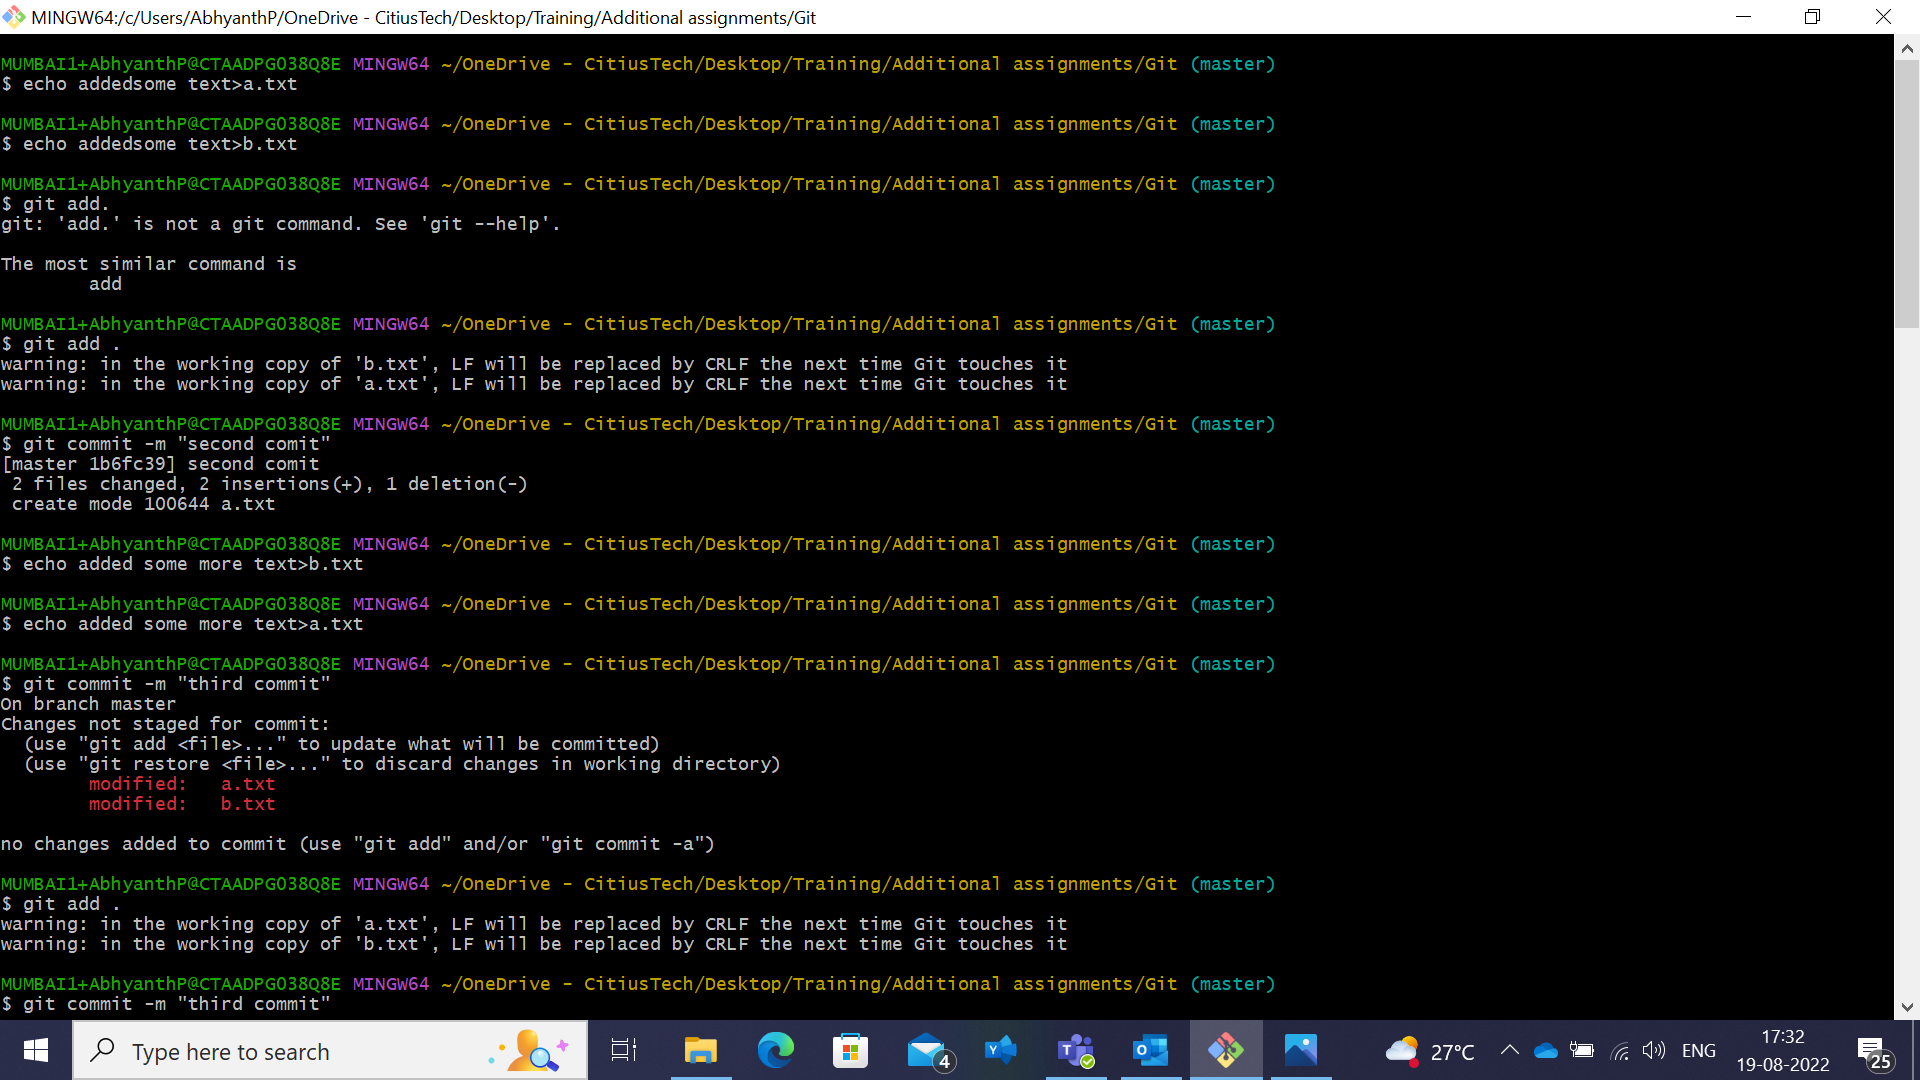 MINGW64:/c/Users/AbhyanthP/OneDrive - CitiusTech/Desktop/Training/Additional assignments/Git
MUMBAI1+AbhyanthP@CTAADPG038Q8E MINGW64 ~/OneDrive - CitiusTech/Desktop/Training/Additional assignments/Git (master)
$ echo addedsome text>a.txt
MUMBAI1+AbhyanthP@CTAADPG038Q8E MINGW64 ~/OneDrive - CitiusTech/Desktop/Training/Additional assignments/Git (master)
$ echo addedsome text>b.txt
MUMBAI1+AbhyanthP@CTAADPG038Q8E MINGW64 ~/OneDrive - CitiusTech/Desktop/Training/Additional assignments/Git (master)
$ git add.
git: 'add.' is not a git command. See 'git --help'.
The most similar command is
        add
MUMBAI1+AbhyanthP@CTAADPG038Q8E MINGW64 ~/OneDrive - CitiusTech/Desktop/Training/Additional assignments/Git (master)
$ git add .
warning: in the working copy of 'b.txt', LF will be replaced by CRLF the next time Git touches it
warning: in the working copy of 'a.txt', LF will be replaced by CRLF the next time Git touches it
MUMBAI1+AbhyanthP@CTAADPG038Q8E MINGW64 ~/OneDrive - CitiusTech/Desktop/Training/Additional assignments/Git (master)
$ git commit -m "second comit"
[master 1b6fc39] second comit
 2 files changed, 2 insertions(+), 1 deletion(-)
 create mode 100644 a.txt
MUMBAI1+AbhyanthP@CTAADPG038Q8E MINGW64 ~/OneDrive - CitiusTech/Desktop/Training/Additional assignments/Git (master)
$ echo added some more text>b.txt
MUMBAI1+AbhyanthP@CTAADPG038Q8E MINGW64 ~/OneDrive - CitiusTech/Desktop/Training/Additional assignments/Git (master)
$ echo added some more text>a.txt
MUMBAI1+AbhyanthP@CTAADPG038Q8E MINGW64 ~/OneDrive - CitiusTech/Desktop/Training/Additional assignments/Git (master)
$ git commit -m "third commit"
On branch master
Changes not staged for commit:
  (use "git add <file>..." to update what will be committed)
  (use "git restore <file>..." to discard changes in working directory)
        modified:   a.txt
        modified:   b.txt
no changes added to commit (use "git add" and/or "git commit -a")
MUMBAI1+AbhyanthP@CTAADPG038Q8E MINGW64 ~/OneDrive - CitiusTech/Desktop/Training/Additional assignments/Git (master)
$ git add .
warning: in the working copy of 'a.txt', LF will be replaced by CRLF the next time Git touches it
warning: in the working copy of 'b.txt', LF will be replaced by CRLF the next time Git touches it
MUMBAI1+AbhyanthP@CTAADPG038Q8E MINGW64 ~/OneDrive - CitiusTech/Desktop/Training/Additional assignments/Git (master)
$ git commit -m "third commit"
Type here to search
4
Y
T
O
27°C
ENG
17:32
19-08-2022
25